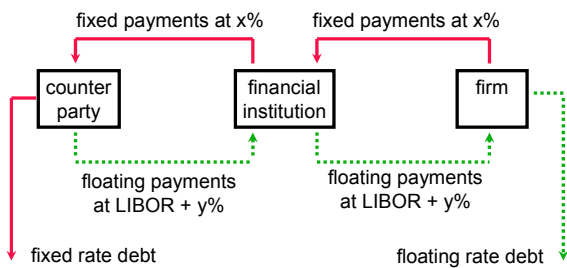 fixed payments at x%
fixed payments at x%
counter
party
financial
institution
firm
floating payments
at LIBOR + y%
floating payments
at LIBOR + y%
fixed rate debt
floating rate debt